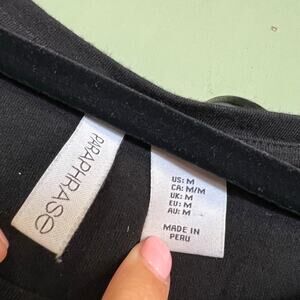 PARAPHRASE
US: M
CA: M/M
UK: M
EU: M
AU: M
MADE IN
PERU